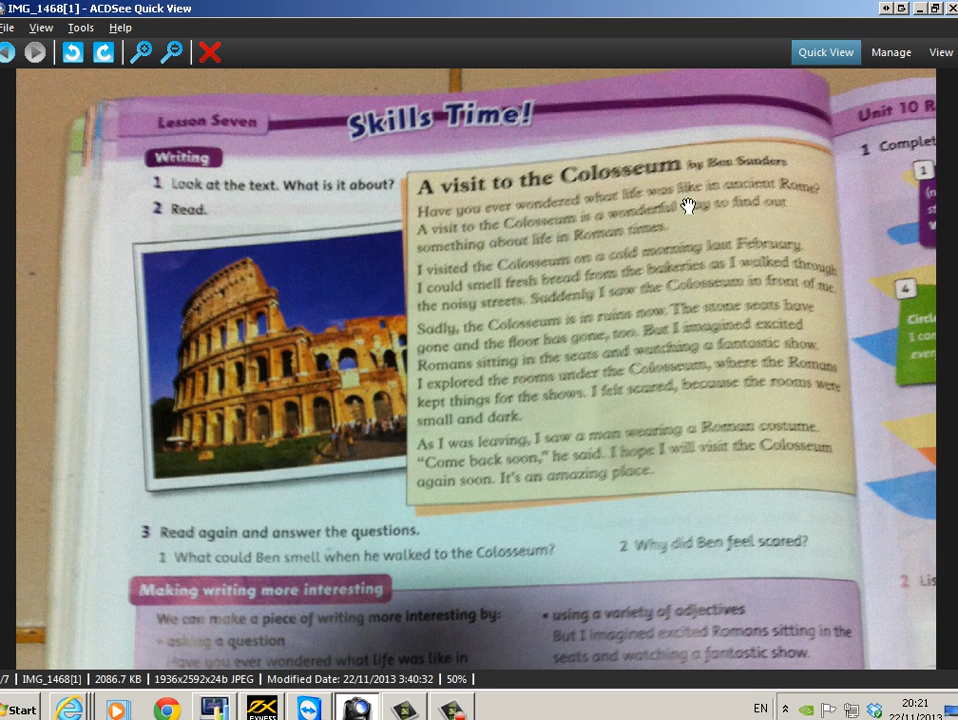 IMG_1468[1] - ACDSee Quick View
File View Tools Help
Quick View Manage View
Lesson Seven
Skills Time!
Unit 10 R
Writing
1 Look at the text. What is it about?
2 Read.
A visit to the Colosseum by Ben Sanders
Have you ever wondered what life was like in ancient Rome?
A visit to the Colosseum is a wonderful way to find out
something about life in Roman times.
I visited the Colosseum on a cold morning last February.
I could smell fresh bread from the bakeries as I walked through
the noisy streets. Suddenly I saw the Colosseum in front of me.
Sadly, the Colosseum is in ruins now. The stone seats have
gone and the floor has gone, too. But I imagined excited
Romans sitting in the seats and watching a fantastic show.
I explored the rooms under the Colosseum, where the Romans
kept things for the shows. I felt scared, because the rooms were
small and dark.
As I was leaving, I saw a man wearing a Roman costume.
"Come back soon," he said. I hope I will visit the Colosseum
again soon. It's an amazing place.
1 Complet
1
4
Circl
I can
ever
2 Lis
3 Read again and answer the questions.
1 What could Ben smell when he walked to the Colosseum?
2 Why did Ben feel scared?
Making writing more interesting
We can make a piece of writing more interesting by:
• asking a question
Have you ever wondered what life was like in
• using a variety of adjectives
But I imagined excited Romans sitting in the
seats and watching a fantastic show.
/7 IMG_1468[1] 2086.7 KB 1936x2592x24b JPEG Modified Date: 22/11/2013 3:40:32 50%
Start
EXNESS
EN
20:21
22/11/2013